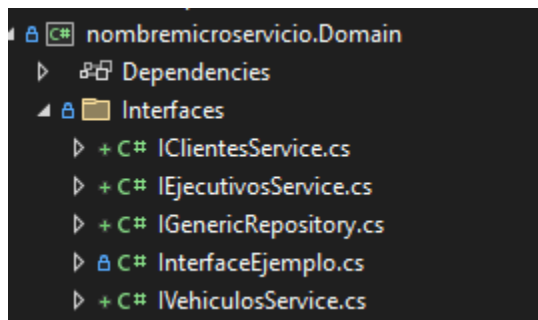 C# nombremicroservicio.Domain
Dependencies
Interfaces
+ C# IClientesService.cs
+ C# IEjecutivosService.cs
+ C# IGenericRepository.cs
C# InterfaceEjemplo.cs
+ C# IVehiculosService.cs